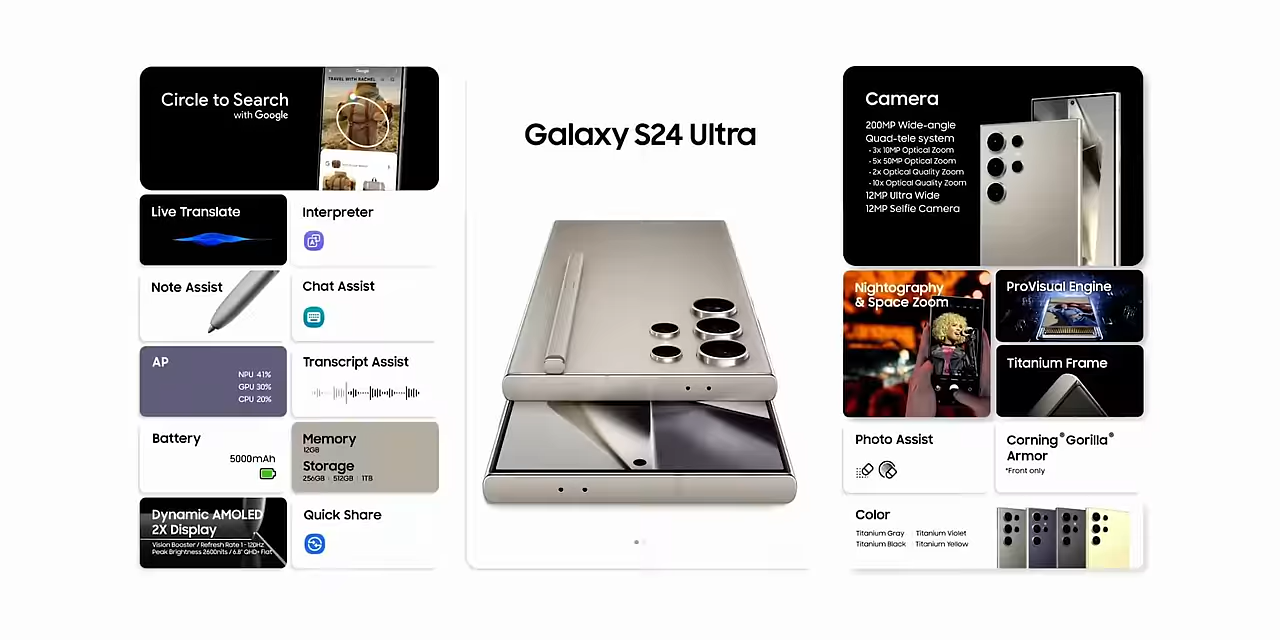 Circle to Search
with Google
Google
TRAVEL WITH RACHEL
Live Translate
Interpreter
Note Assist
Chat Assist
AP
NPU 41%
GPU 30%
CPU 20%
Transcript Assist
Battery
5000mAh
Memory
12GB
Storage
256GB | 512GB | 1TB
Dynamic AMOLED
2X Display
Vision Booster / Refresh Rate 1~120Hz
Peak Brightness 2600nits / 6.8" QHD+ Flat
Quick Share
Galaxy S24 Ultra
Camera
200MP Wide-angle
Quad-tele system
- 3x 10MP Optical Zoom
- 5x 50MP Optical Zoom
- 2x Optical Quality Zoom
- 10x Optical Quality Zoom
12MP Ultra Wide
12MP Selfie Camera
Nightography
& Space Zoom
ProVisual Engine
Titanium Frame
Photo Assist
Corning® Gorilla®
Armor
*Front only
Color
Titanium Gray | Titanium Violet
Titanium Black | Titanium Yellow